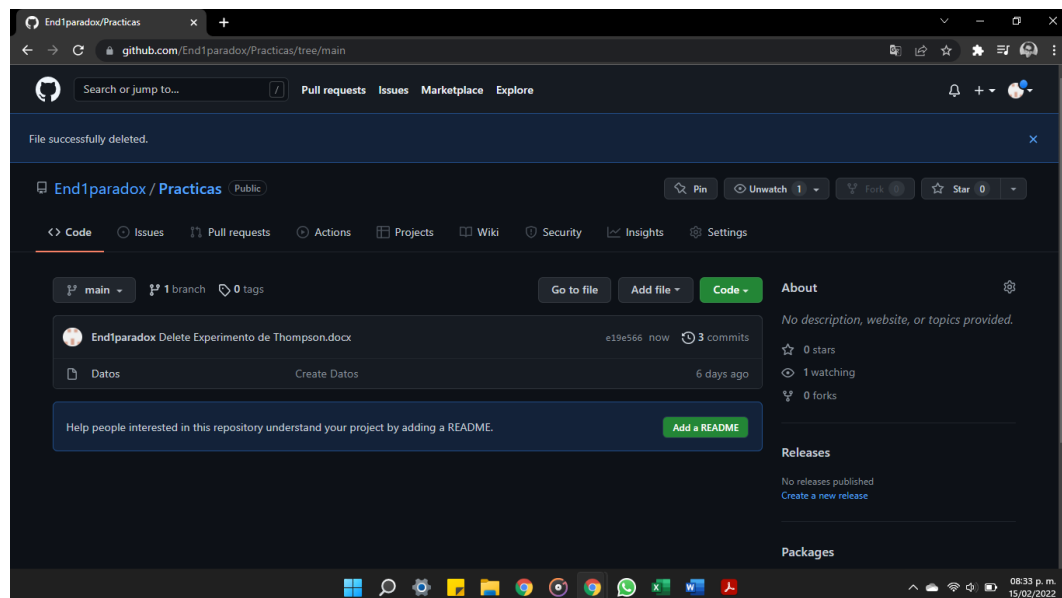 End1paradox/Practicas
github.com/End1paradox/Practicas/tree/main
Search or jump to... / Pull requests Issues Marketplace Explore
File successfully deleted.
End1paradox / Practicas Public
Pin Unwatch 1 Fork 0 Star 0
Code Issues Pull requests Actions Projects Wiki Security Insights Settings
main 1 branch 0 tags Go to file Add file Code
End1paradox Delete Experimento de Thompson.docx e19e566 now 3 commits
Datos Create Datos 6 days ago
Help people interested in this repository understand your project by adding a README. Add a README
About
No description, website, or topics provided.
0 stars
1 watching
0 forks
Releases
No releases published
Create a new release
Packages
08:33 p. m.
15/02/2022